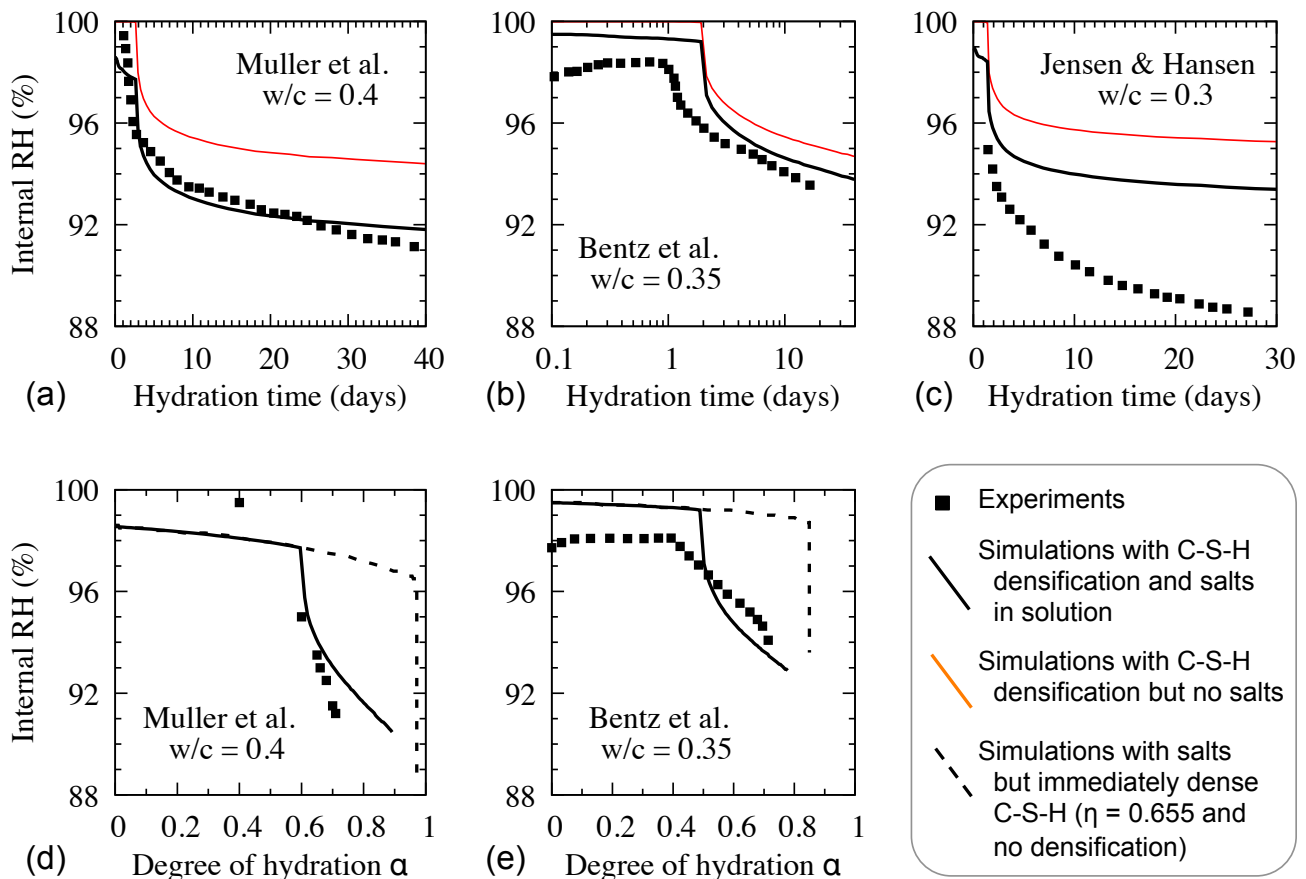 100
96
92
88
Internal RH (%)
Muller et al.
w/c = 0.4
0
10
20
30
40
(a)
Hydration time (days)
100
96
92
88
Bentz et al.
w/c = 0.35
0.1
1
10
(b)
Hydration time (days)
100
96
92
88
Jensen & Hansen
w/c = 0.3
0
10
20
30
(c)
Hydration time (days)
100
96
92
88
Internal RH (%)
Muller et al.
w/c = 0.4
0
0.2
0.4
0.6
0.8
1
(d)
Degree of hydration α
100
96
92
88
Bentz et al.
w/c = 0.35
0
0.2
0.4
0.6
0.8
1
(e)
Degree of hydration α
Experiments
Simulations with C-S-H
densification and salts
in solution
Simulations with C-S-H
densification but no salts
Simulations with salts
but immediately dense
C-S-H (η = 0.655 and
no densification)